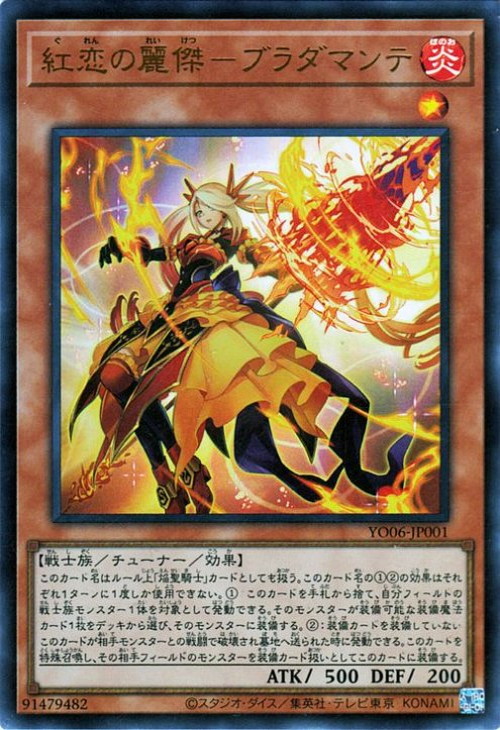 紅恋の麗傑－ブラダマンテ
炎
YO06-JP001
【戦士族／チューナー／効果】
このカード名はルール上「焔聖騎士」カードとしても扱う。このカード名の①②の効果はそれ
ぞれ1ターンに1度しか使用できない。① このカードを手札から捨て、自分フィールドの
戦士族モンスター1体を対象として発動できる。そのモンスターが装備可能な装備魔法
カード1枚をデッキから選び、そのモンスターに装備する。② 装備カードを装備していない
このカードが相手モンスターとの戦闘で破壊され墓地へ送られた時に発動できる。このカードを
特殊召喚し、その相手フィールドのモンスターを装備カード扱いとしてこのカードに装備する。
ATK/ 500 DEF/ 200
91479482 ©スタジオ・ダイス／集英社・テレビ東京 KONAMI